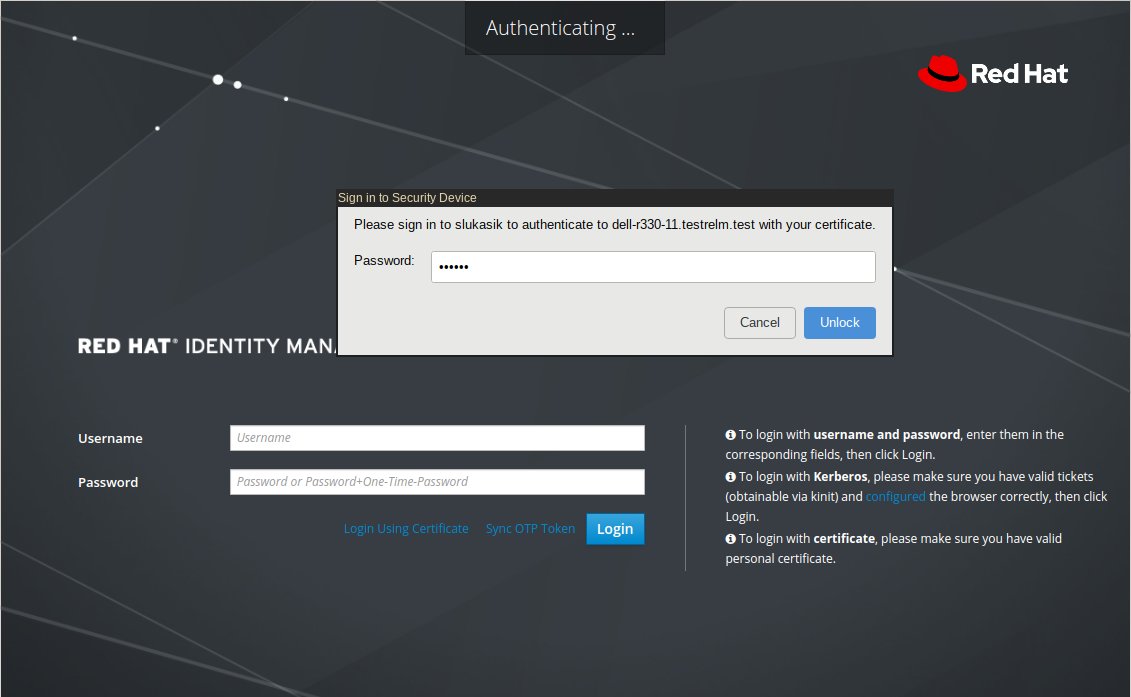 Authenticating ...
Red Hat
Sign in to Security Device
Please sign in to slukasik to authenticate to dell-r330-11.testrelm.test with your certificate.
Password: ••••••
Cancel Unlock
RED HAT® IDENTITY MAN
Username Username
Password Password or Password+One-Time-Password
Login Using Certificate Sync OTP Token Login
To login with username and password, enter them in the
corresponding fields, then click Login.
To login with Kerberos, please make sure you have valid tickets
(obtainable via kinit) and configured the browser correctly, then click
Login.
To login with certificate, please make sure you have valid
personal certificate.